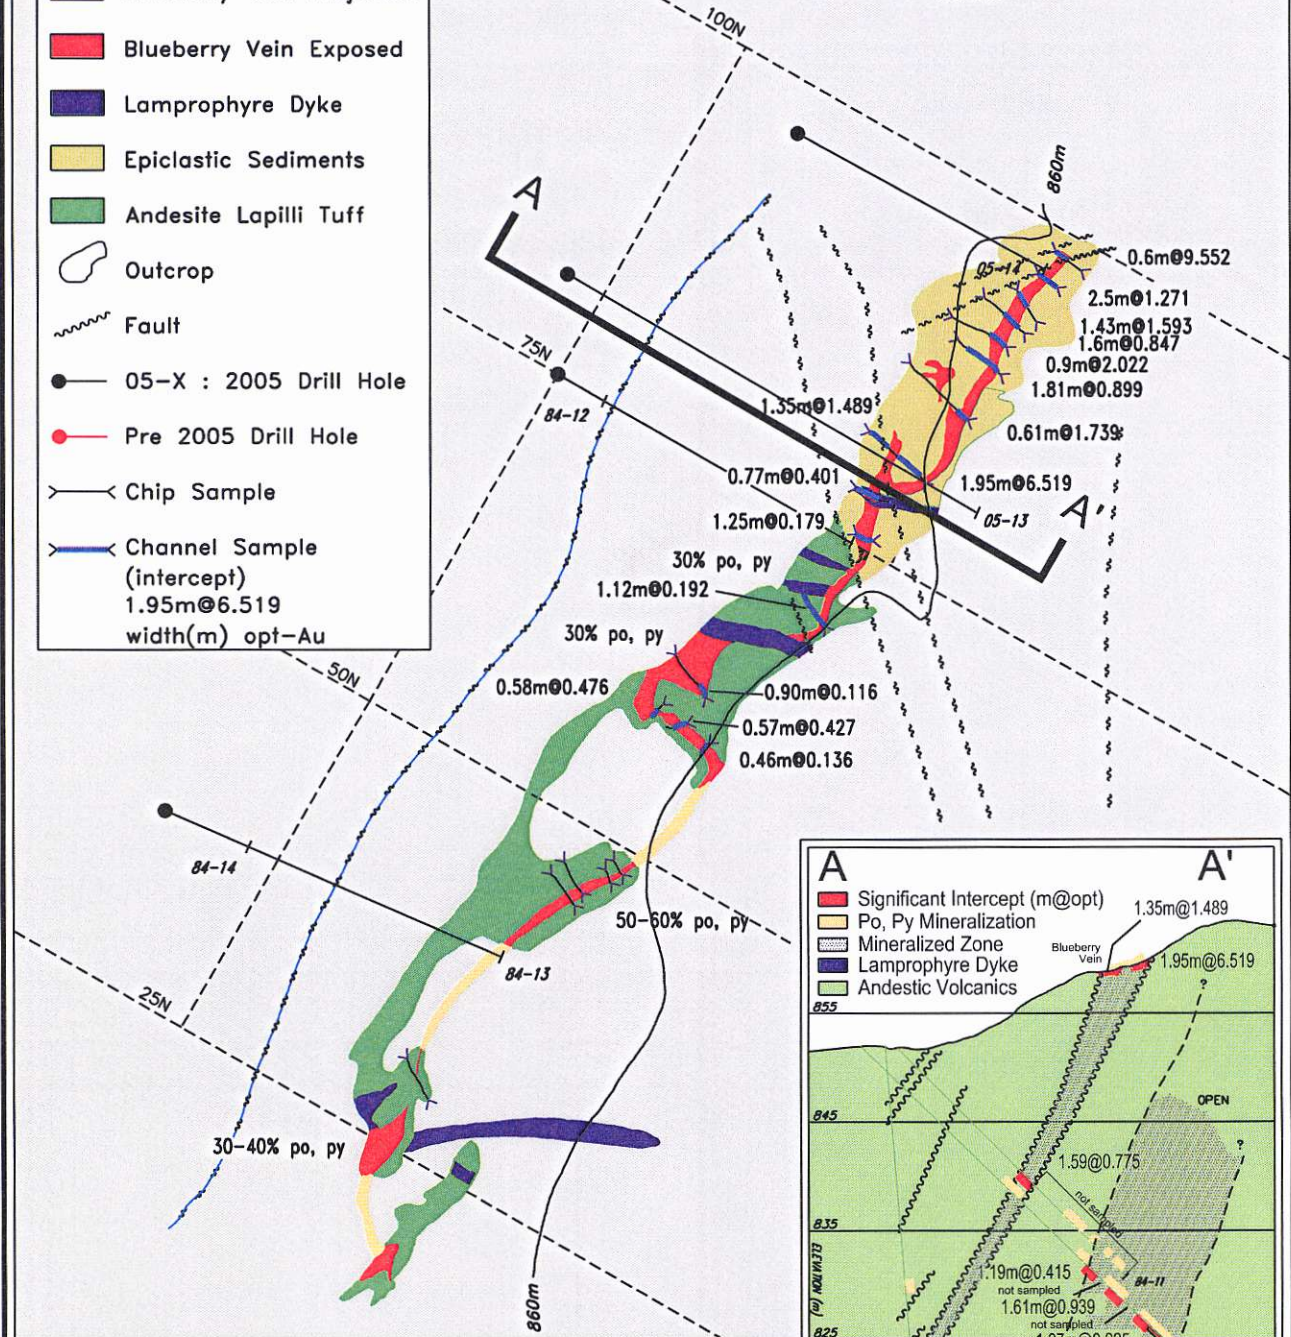 Blueberry Vein Exposed
Lamprophyre Dyke
Epiclastic Sediments
Andesite Lapilli Tuff
Outcrop
Fault
05-X : 2005 Drill Hole
Pre 2005 Drill Hole
Chip Sample
Channel Sample
(intercept)
1.95m@6.519
width(m) opt-Au
100N
860m
A
05-14
0.6m@9.552
2.5m@1.271
1.43m@1.593
1.6m@0.847
0.9m@2.022
1.81m@0.899
75N
84-12
1.35m@1.489
0.61m@1.739
0.77m@0.401
1.95m@6.519
05-13
A'
1.25m@0.179
30% po, py
1.12m@0.192
30% po, py
50N
0.58m@0.476
0.90m@0.116
0.57m@0.427
0.46m@0.136
84-14
50-60% po, py
84-13
25N
30-40% po, py
860m
A
A'
Significant Intercept (m@opt)
Po, Py Mineralization
Mineralized Zone
Lamprophyre Dyke
Andestic Volcanics
1.35m@1.489
Blueberry
Vein
1.95m@6.519
?
855
OPEN
845
?
1.59@0.775
not sampled
835
ELEVATION (m)
1.19m@0.415
84-11
not sampled
1.61m@0.939
not sampled
825